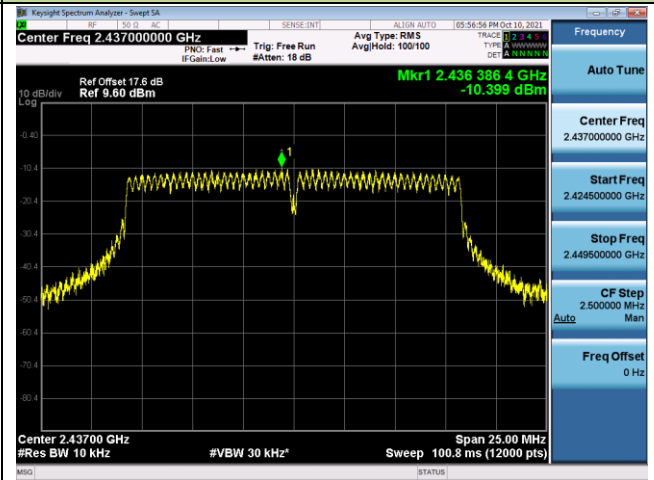 Keysight Spectrum Analyzer - Swept SA
RF 50 Ω AC SENSE:INT ALIGN AUTO 05:56:56 PM Oct 10, 2021
Center Freq 2.437000000 GHz
PNO: Fast
IFGain:Low
Trig: Free Run
#Atten: 18 dB
Avg Type: RMS
Avg|Hold: 100/100
TRACE 1 2 3 4 5 6
TYPE A WWWWW
DET A N N N N N
Frequency
Auto Tune
Center Freq
2.437000000 GHz
Start Freq
2.424500000 GHz
Stop Freq
2.449500000 GHz
CF Step
2.500000 MHz
Auto Man
Freq Offset
0 Hz
Mkr1 2.436 386 4 GHz
-10.399 dBm
Ref Offset 17.6 dB
10 dB/div Ref 9.60 dBm
Log
1
-0.40
-10.4
-20.4
-30.4
-40.4
-50.4
-60.4
-70.4
-80.4
Center 2.43700 GHz Span 25.00 MHz
#Res BW 10 kHz #VBW 30 kHz* Sweep 100.8 ms (12000 pts)
MSG STATUS